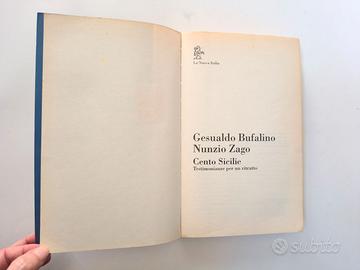 La Nuova Italia
Gesualdo Bufalino
Nunzio Zago
Cento Sicilie
Testimonianze per un ritratto
subito